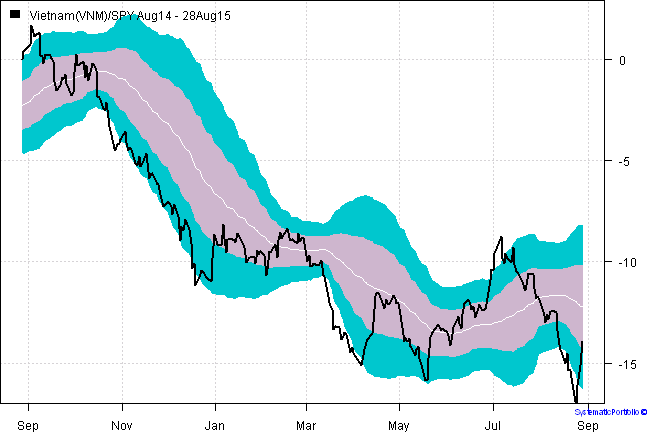 Vietnam(VNM)/SPY Aug14 - 28Aug15
0
-5
-10
-15
Sep Nov Jan Mar May Jul Sep
SystematicPortfolio ©